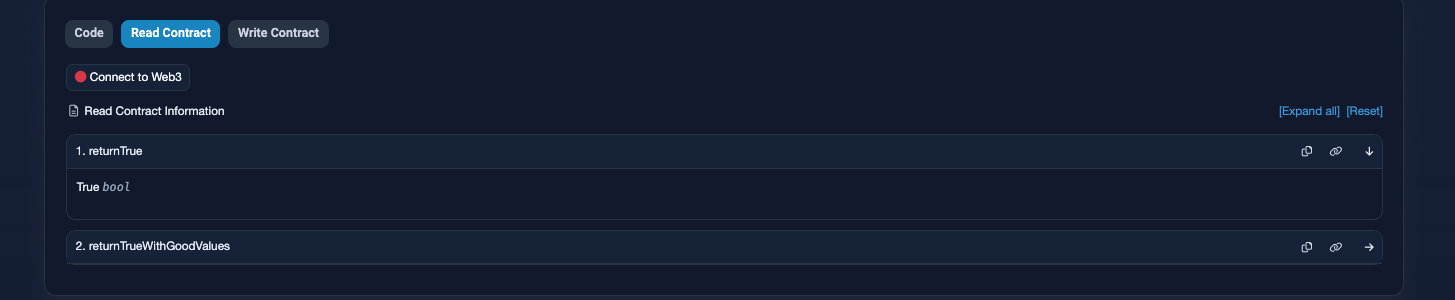 Code Read Contract Write Contract
Connect to Web3
Read Contract Information [Expand all] [Reset]
1. returnTrue
True bool
2. returnTrueWithGoodValues